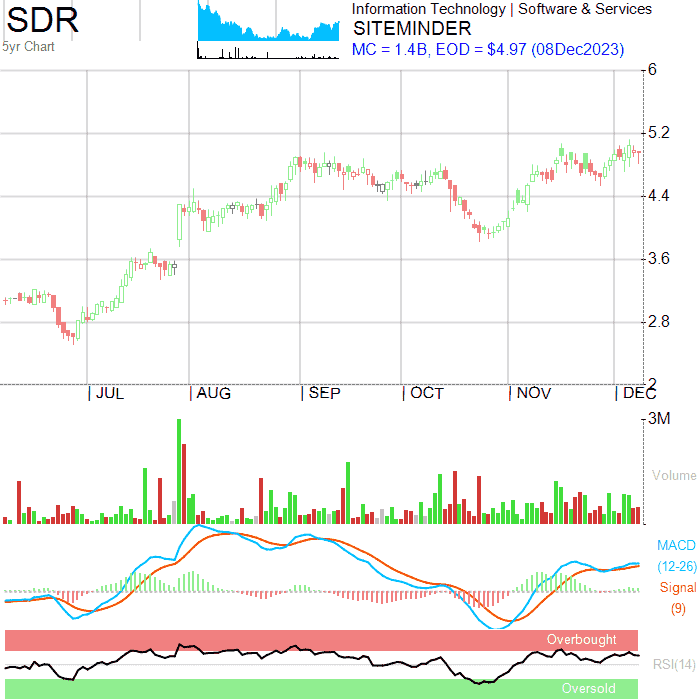 SDR
5yr Chart
Information Technology | Software & Services
SITEMINDER
MC = 1.4B, EOD = $4.97 (08Dec2023)
6
5.2
4.4
3.6
2.8
2
| JUL | AUG | SEP | OCT | NOV | DEC
3M
Volume
MACD
(12-26)
Signal
(9)
Overbought
RSI(14)
Oversold